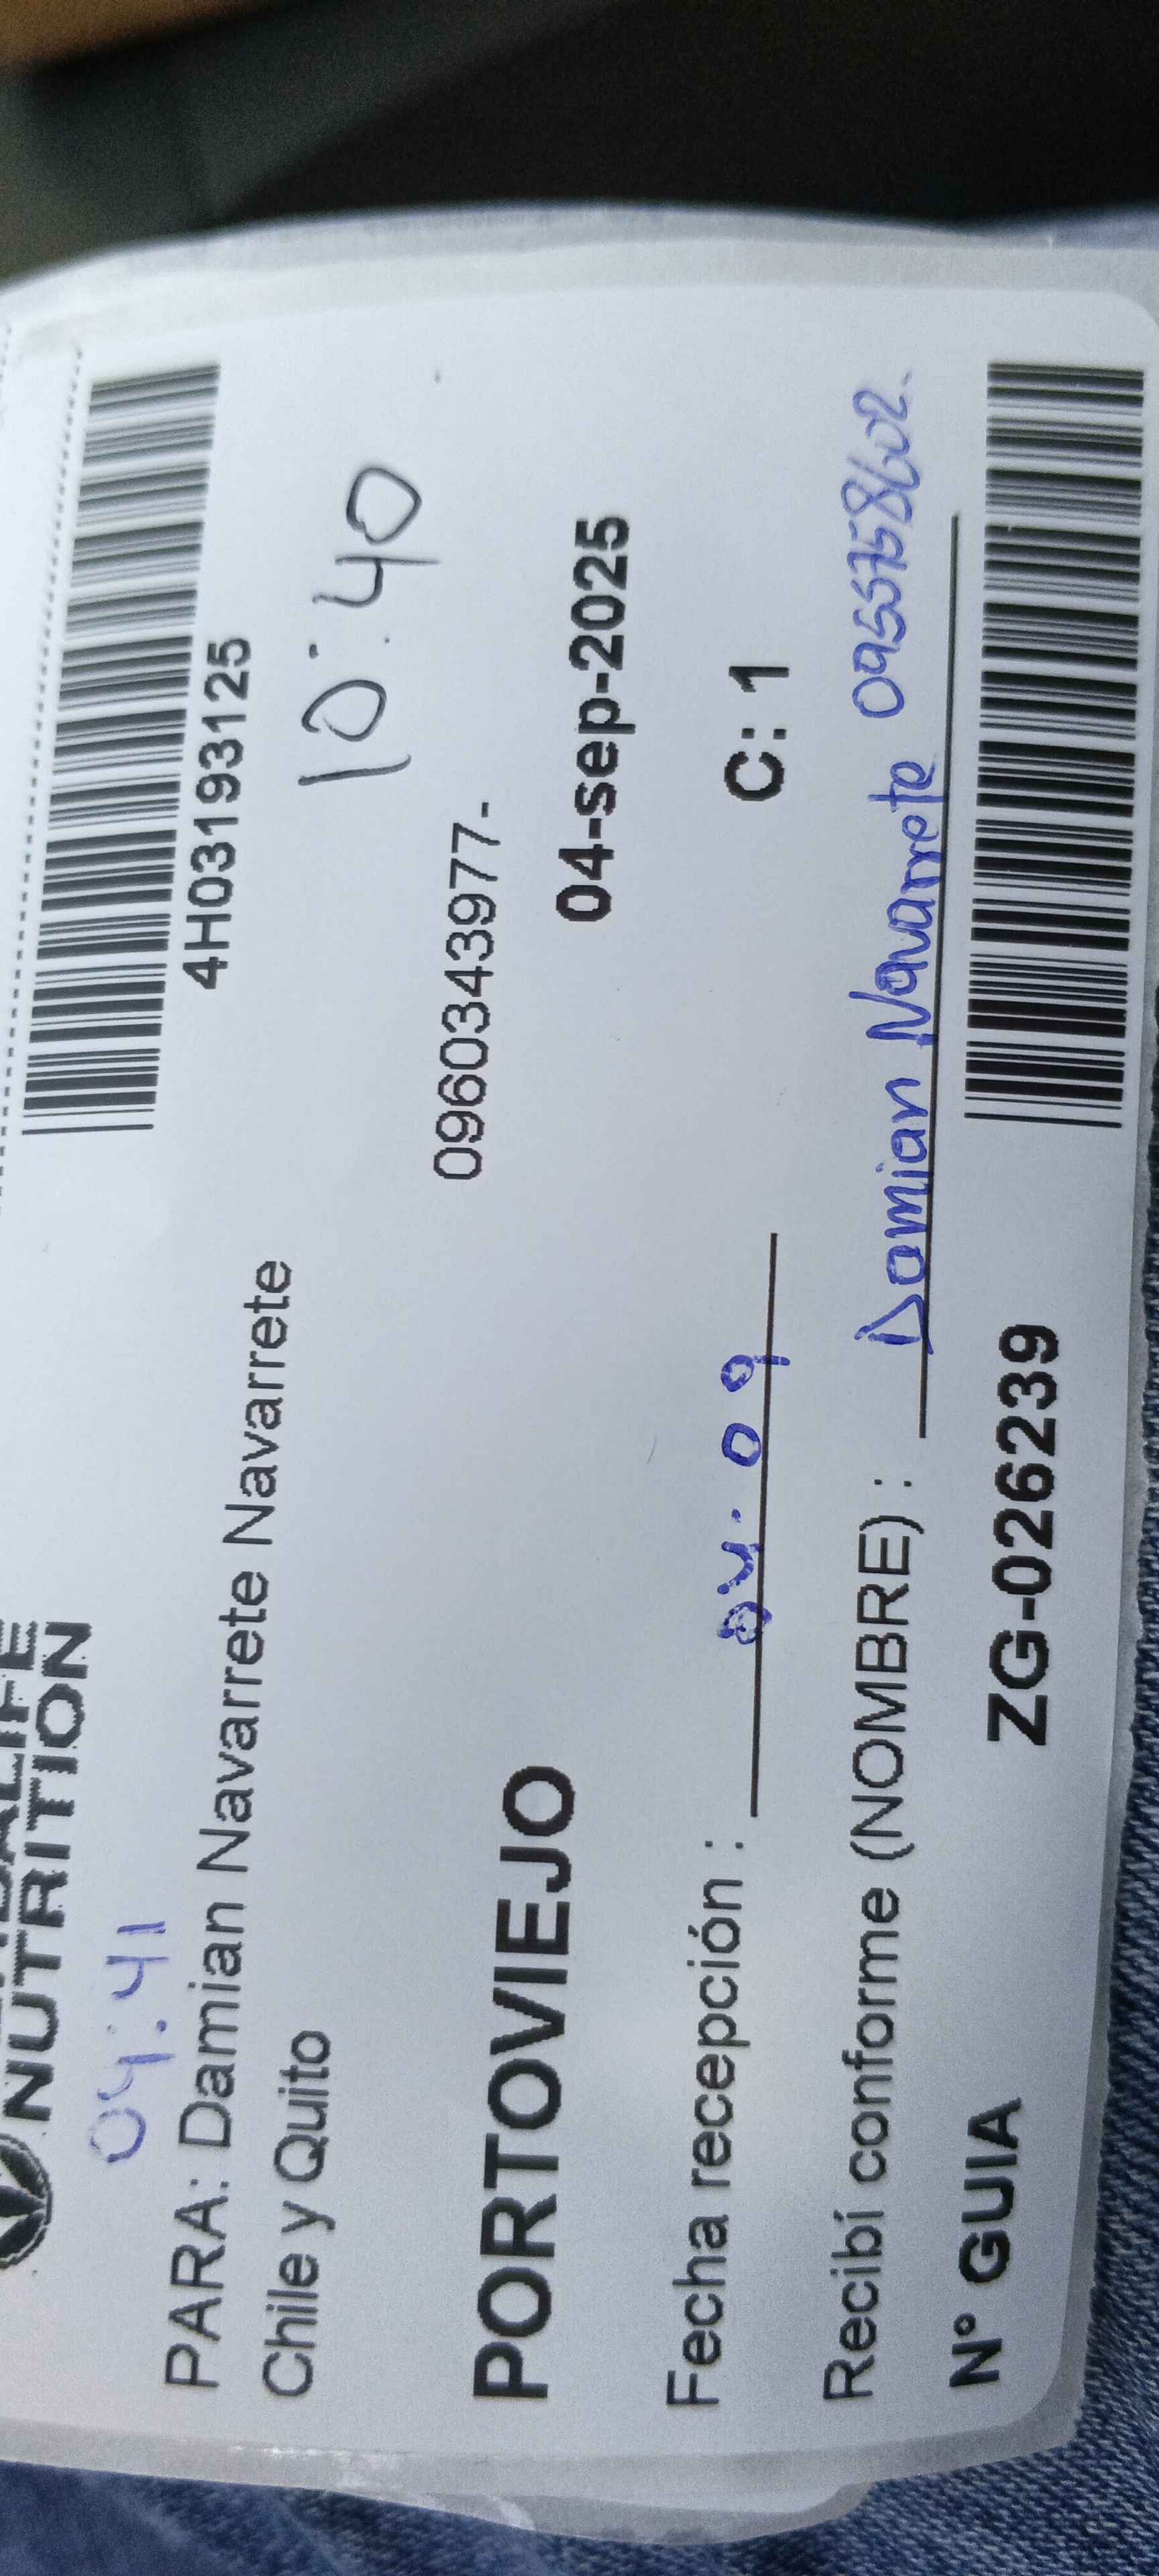 NUTRITION
04:41
4H03193125
PARA: Damian Navarrete Navarrete
Chile y Quito
10:40
0960343977-
PORTOVIEJO
04-sep-2025
Fecha recepción : 04.09
C: 1
Recibí conforme (NOMBRE) : Damian Navarrete
N° GUIA ZG-026239